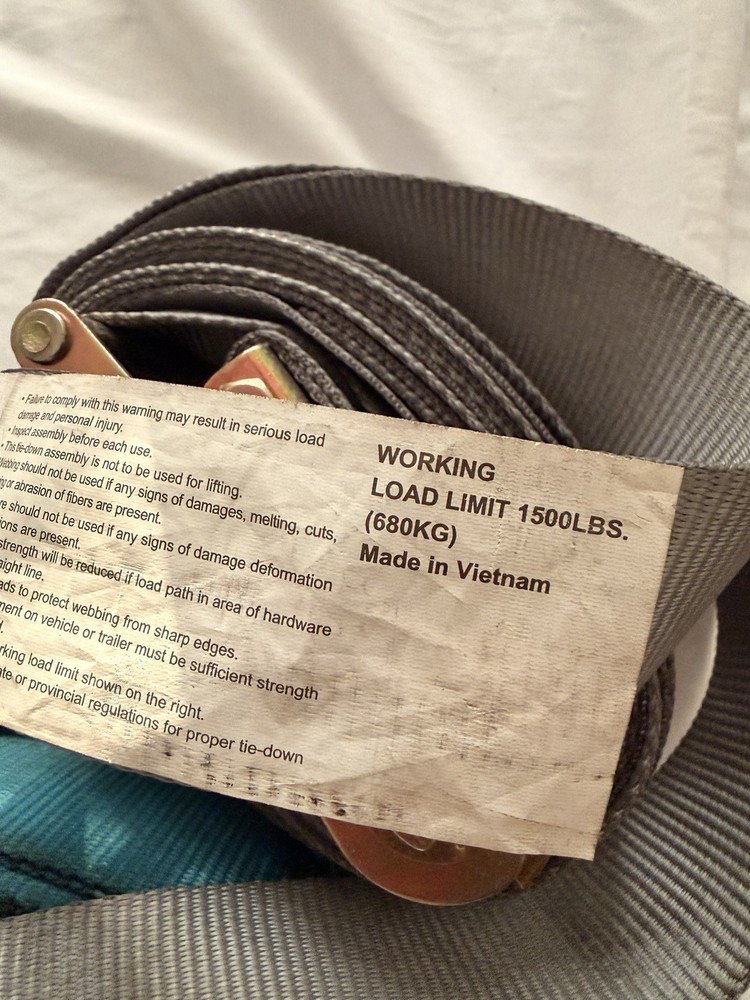 • Failure to comply with this warning may result in serious load
damage and personal injury.
• Inspect assembly before each use.
• This tie-down assembly is not to be used for lifting.
Webbing should not be used if any signs of damages, melting, cuts,
or abrasion of fibers are present.
should not be used if any signs of damage deformation
are present.
strength will be reduced if load path in area of hardware
line.
to protect webbing from sharp edges.
on vehicle or trailer must be sufficient strength
load limit shown on the right.
or provincial regulations for proper tie-down
WORKING
LOAD LIMIT 1500LBS.
(680KG)
Made in Vietnam